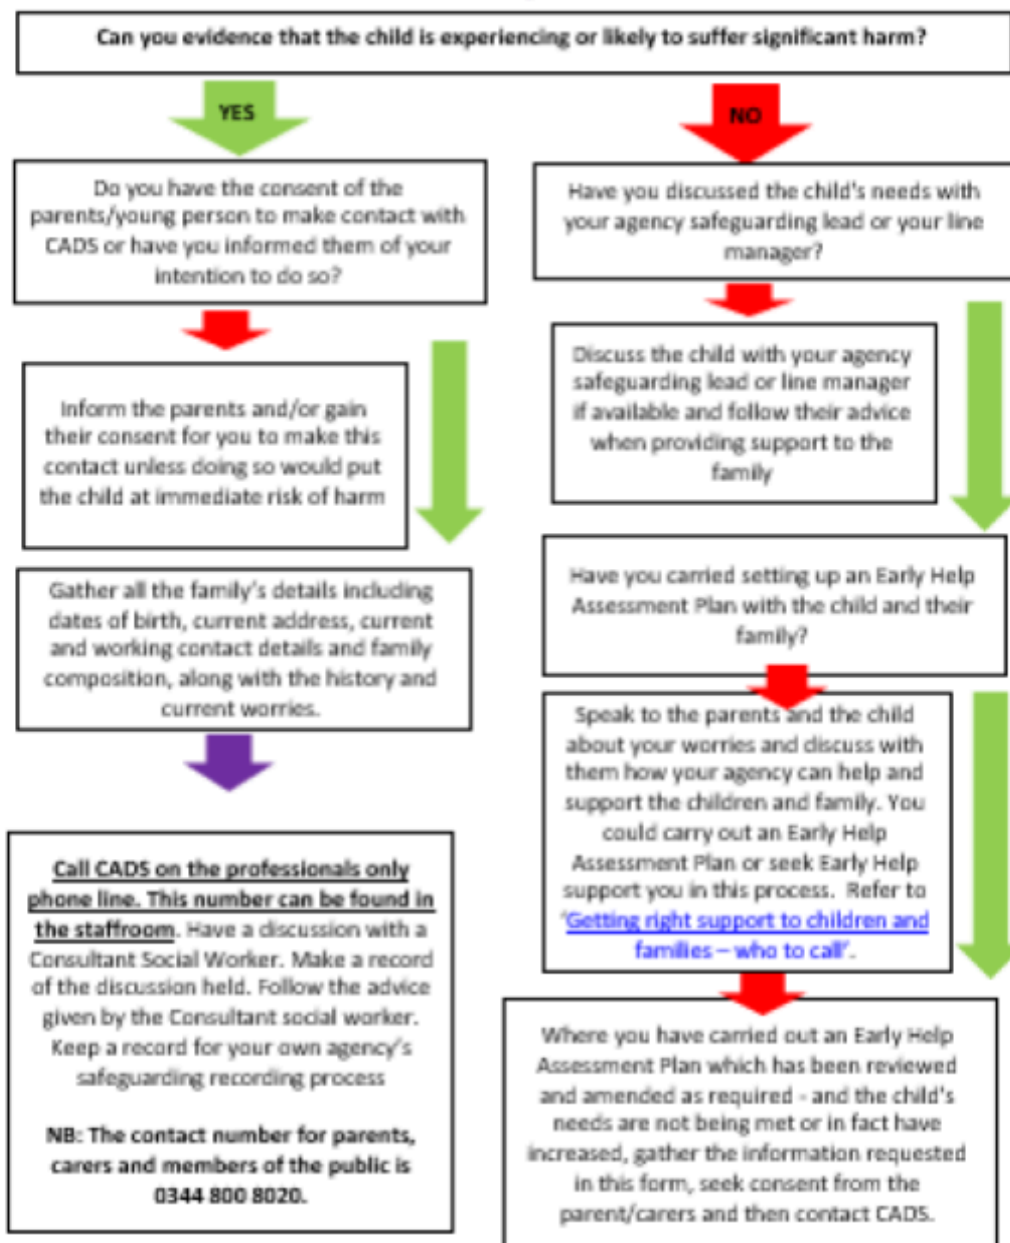 Can you evidence that the child is experiencing or likely to suffer significant harm?
YES
NO
Do you have the consent of the
parents/young person to make contact with
CADS or have you informed them of your
intention to do so?
Inform the parents and/or gain
their consent for you to make this
contact unless doing so would put
the child at immediate risk of harm
Gather all the family's details including
dates of birth, current address, current
and working contact details and family
composition, along with the history and
current worries.
Call CADS on the professionals only
phone line. This number can be found in
the staffroom. Have a discussion with a
Consultant Social Worker. Make a record
of the discussion held. Follow the advice
given by the Consultant social worker.
Keep a record for your own agency's
safeguarding recording process
NB: The contact number for parents,
carers and members of the public is
0344 800 8020.
Have you discussed the child's needs with
your agency safeguarding lead or your line
manager?
Discuss the child with your agency
safeguarding lead or line manager
if available and follow their advice
when providing support to the
family
Have you carried setting up an Early Help
Assessment Plan with the child and their
family?
Speak to the parents and the child
about your worries and discuss with
them how your agency can help and
support the children and family. You
could carry out an Early Help
Assessment Plan or seek Early Help
support you in this process. Refer to
'Getting right support to children and
families – who to call'.
Where you have carried out an Early Help
Assessment Plan which has been reviewed
and amended as required - and the child's
needs are not being met or in fact have
increased, gather the information requested
in this form, seek consent from the
parent/carers and then contact CADS.